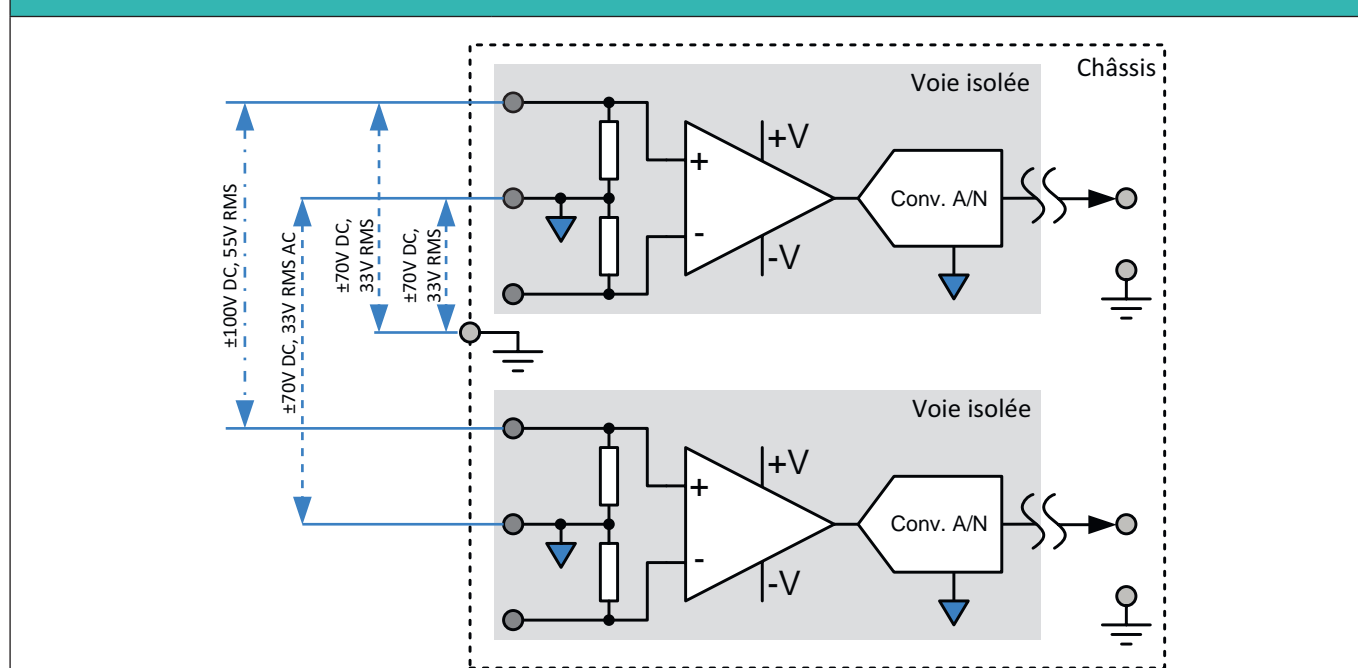 Châssis
Voie isolée
+V
+
-
-V
Conv. A/N
±100V DC, 55V RMS
±70V DC, 33V RMS AC
±70V DC,
33V RMS
±70V DC,
33V RMS
Voie isolée
+V
+
-
-V
Conv. A/N